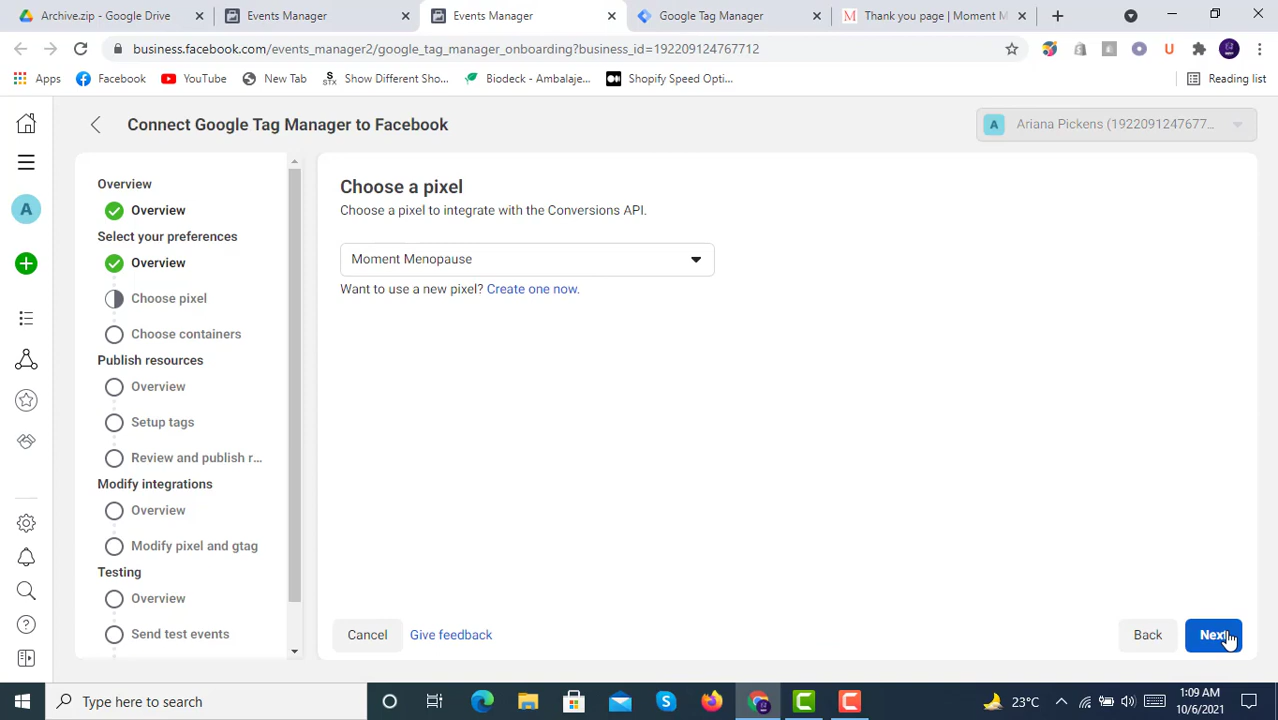 Archive.zip - Google Drive
Events Manager
Events Manager
Google Tag Manager
Thank you page | Moment M
business.facebook.com/events_manager2/google_tag_manager_onboarding?business_id=192209124767712
Apps
Facebook
YouTube
New Tab
Show Different Sho...
Biodeck - Ambalaje...
Shopify Speed Opti...
Reading list
Connect Google Tag Manager to Facebook
A
Ariana Pickens (1922091247677...
A
Overview
Overview
Select your preferences
Overview
Choose pixel
Choose containers
Publish resources
Overview
Setup tags
Review and publish r...
Modify integrations
Overview
Modify pixel and gtag
Testing
Overview
Send test events
Choose a pixel
Choose a pixel to integrate with the Conversions API.
Moment Menopause
Want to use a new pixel? Create one now.
Cancel
Give feedback
Back
Next
Type here to search
23°C
1:09 AM
10/6/2021